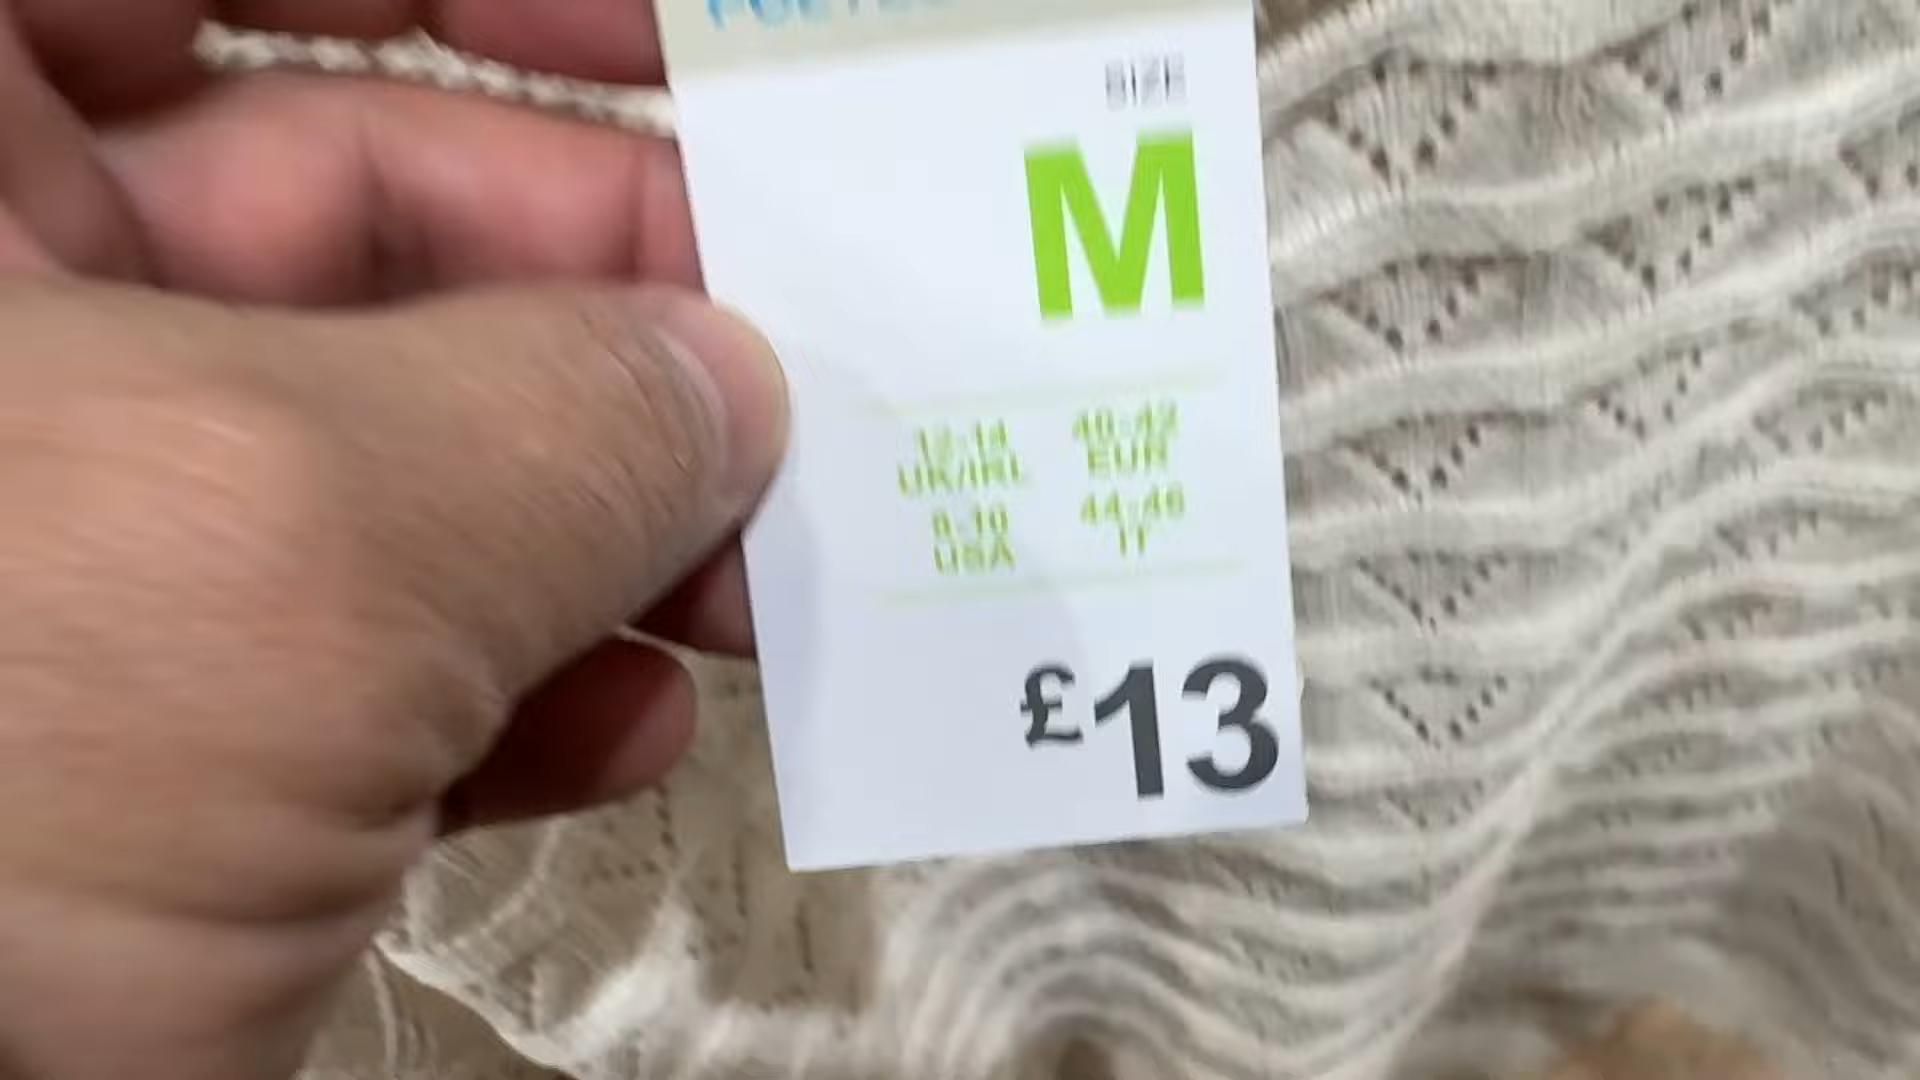 SIZE
M
12-14
UK/IRL
40-42
EUR
8-10
USA
44-46
IT
£13